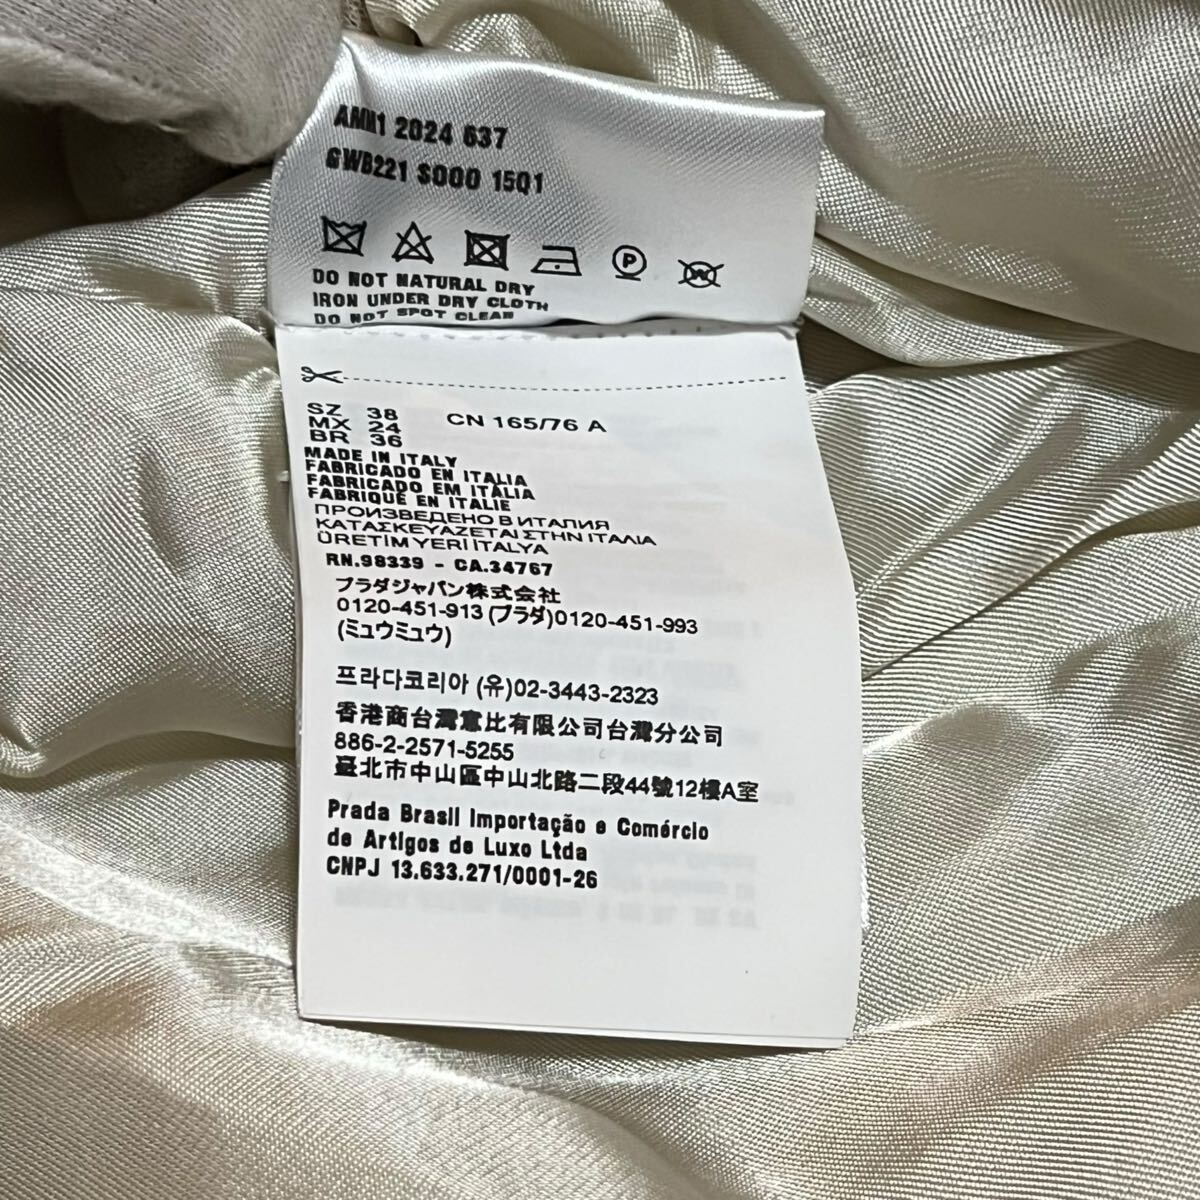 AMM1 2024 637
GWB221 S000 15Q1
P
W
DO NOT NATURAL DRY
IRON UNDER DRY CLOTH
DO NOT SPOT CLEAN
SZ 38 CN 165/76 A
MX 24
BR 36
MADE IN ITALY
FABRICADO EN ITALIA
FABRICADO EM ITÁLIA
FABRIQUÉ EN ITALIE
ПРОИЗВЕДЕНО В ИТАЛИЯ
ΚΑΤΑΣΚΕΥΑΖΕΤΑΙ ΣΤΗΝ ΙΤΑΛΙΑ
ÜRETİM YERİ İTALYA
RN.98339 - CA.34767
プラダジャパン株式会社
0120-451-913 (プラダ)0120-451-993
(ミュウミュウ)
프라다코리아 (유)02-3443-2323
香港商台灣意比有限公司台灣分公司
886-2-2571-5255
臺北市中山區中山北路二段44號12樓A室
Prada Brasil Importação e Comércio
de Artigos de Luxo Ltda
CNPJ 13.633.271/0001-26